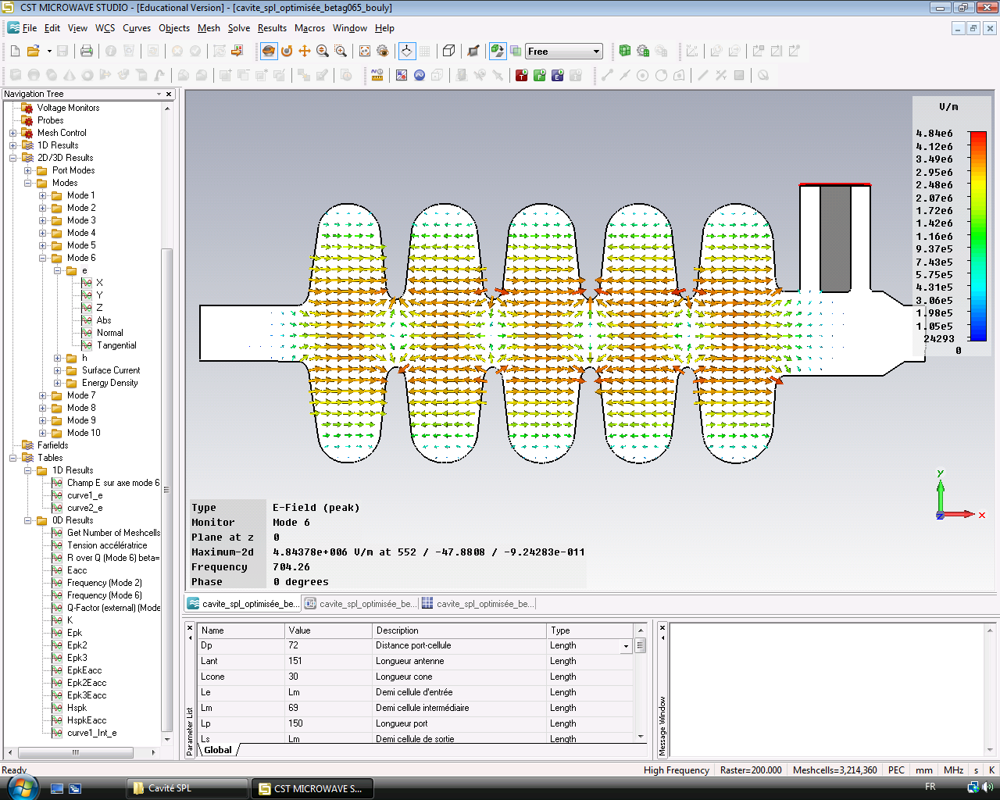 CST MICROWAVE STUDIO - [Educational Version] - [cavite_spl_optimisée_betag065_bouly]
File Edit View WCS Curves Objects Mesh Solve Results Macros Window Help
Free
Navigation Tree
Voltage Monitors
Probes
Mesh Control
1D Results
2D/3D Results
Port Modes
Modes
Mode 1
Mode 2
Mode 3
Mode 4
Mode 5
Mode 6
e
X
Y
Z
Abs
Normal
Tangential
h
Surface Current
Energy Density
Mode 7
Mode 8
Mode 9
Mode 10
Farfields
Tables
1D Results
Champ E sur axe mode 6
curve1_e
curve2_e
0D Results
Get Number of Meshcells
Tension accélératrice
R over Q (Mode 6) beta=
Eacc
Frequency (Mode 2)
Frequency (Mode 6)
Q-Factor (external) (Mode
K
Epk
Epk2
Epk3
EpkEacc
Epk2Eacc
Epk3Eacc
Hspk
HspkEacc
curve1_Int_e
V/m
4.84e6
4.12e6
3.49e6
2.95e6
2.48e6
2.07e6
1.72e6
1.42e6
1.16e6
9.37e5
7.43e5
5.75e5
4.31e5
3.06e5
1.98e5
1.05e5
24293
0
y
x
z
Type E-Field (peak)
Monitor Mode 6
Plane at z 0
Maximum-2d 4.84378e+006 V/m at 552 / -47.8808 / -9.24283e-011
Frequency 704.26
Phase 0 degrees
cavite_spl_optimisée_be... cavite_spl_optimisée_be... cavite_spl_optimisée_be...
Parameter List
Name Value Description Type
Dp 72 Distance port-cellule Length
Lant 151 Longueur antenne Length
Lcone 30 Longueur cone Length
Le Lm Demi cellule d'entrée Length
Lm 69 Demi cellule intermédiaire Length
Lp 150 Longueur port Length
Ls Lm Demi cellule de sortie Length
Global
Message Window
Ready High Frequency Raster=200.000 Meshcells=3,214,360 PEC mm MHz s K
Cavité SPL CST MICROWAVE S... FR